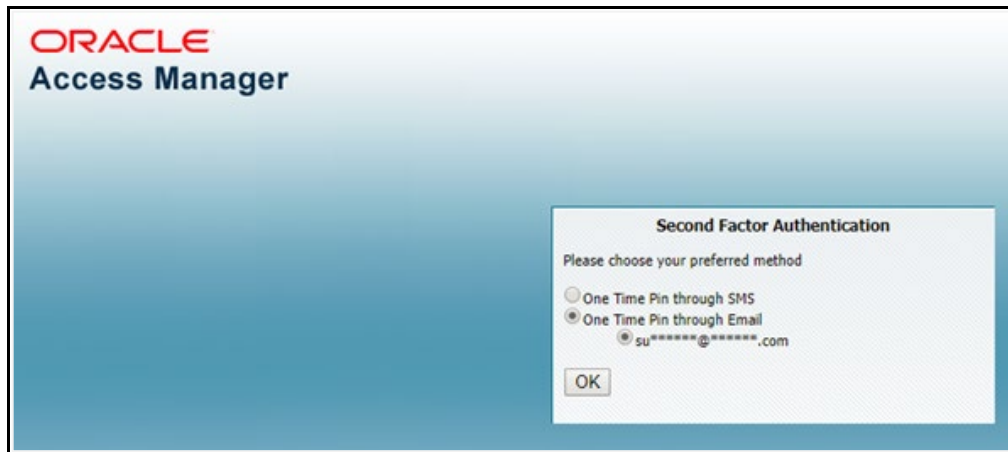 ORACLE
Access Manager
Second Factor Authentication
Please choose your preferred method
One Time Pin through SMS
One Time Pin through Email
su******@******.com
OK